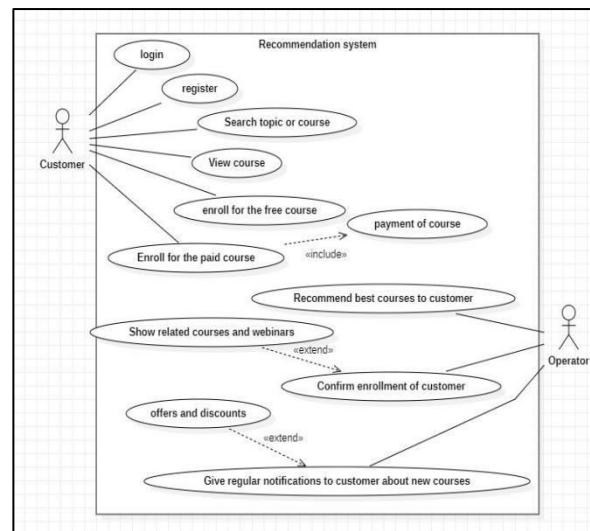 Recommendation system
login
register
Search topic or course
Customer
View course
enroll for the free course
payment of course
Enroll for the paid course
«include»
Recommend best courses to customer
Show related courses and webinars
«extend»
Operator
Confirm enrollment of customer
offers and discounts
«extend»
Give regular notifications to customer about new courses